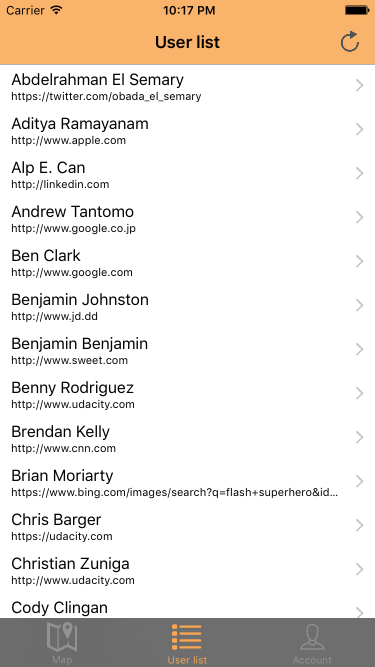 Carrier 10:17 PM
User list
Abdelrahman El Semary
https://twitter.com/obada_el_semary
Aditya Ramayanam
http://www.apple.com
Alp E. Can
http://linkedin.com
Andrew Tantomo
http://www.google.co.jp
Ben Clark
http://www.google.com
Benjamin Johnston
http://www.jd.dd
Benjamin Benjamin
http://www.sweet.com
Benny Rodriguez
http://www.udacity.com
Brendan Kelly
http://www.cnn.com
Brian Moriarty
https://www.bing.com/images/search?q=flash+superhero&id...
Chris Barger
https://udacity.com
Christian Zuniga
http://www.udacity.com
Cody Clingan
Map User list Account